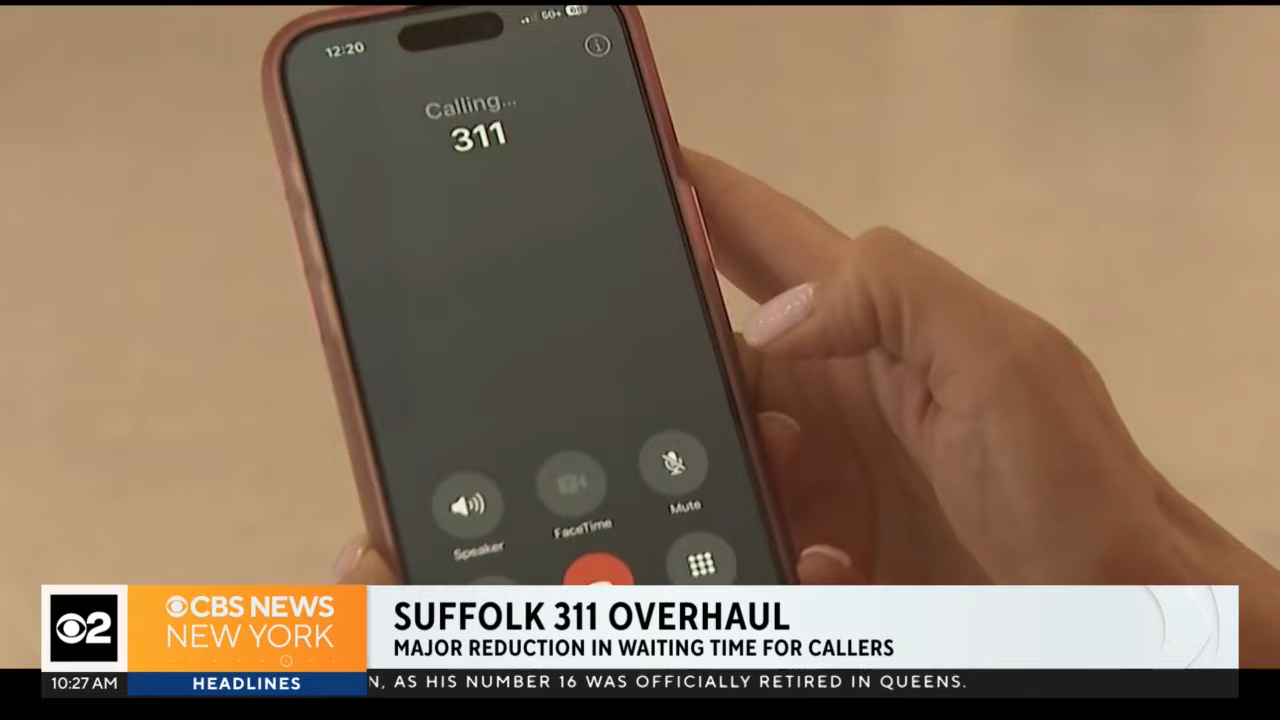 12:20
5G+
Calling...
311
Speaker
FaceTime
Mute
2
CBS NEWS
NEW YORK
SUFFOLK 311 OVERHAUL
MAJOR REDUCTION IN WAITING TIME FOR CALLERS
10:27 AM
HEADLINES
N, AS HIS NUMBER 16 WAS OFFICIALLY RETIRED IN QUEENS.